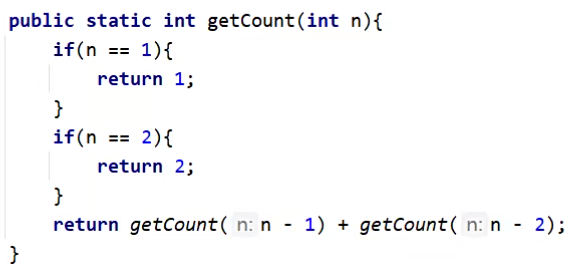 public static int getCount(int n){
    if(n == 1){
        return 1;
    }
    if(n == 2){
        return 2;
    }
    return getCount( n: n - 1) + getCount( n: n - 2);
}